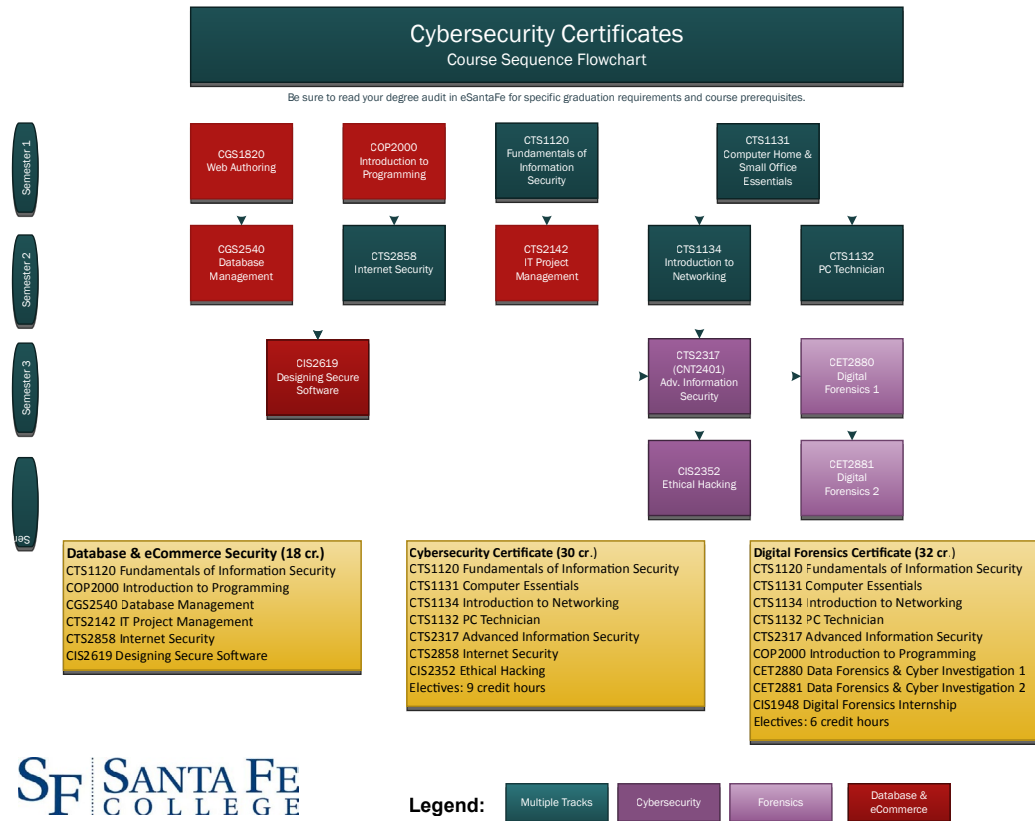 Cybersecurity Certificates
Course Sequence Flowchart
Be sure to read your degree audit in eSantaFe for specific graduation requirements and course prerequisites.
Semester 1
CGS1820
Web Authoring
COP2000
Introduction to
Programming
CTS1120
Fundamentals of
Information
Security
CTS1131
Computer Home &
Small Office
Essentials
Semester 2
CGS2540
Database
Management
CTS2858
Internet Security
CTS2142
IT Project
Management
CTS1134
Introduction to
Networking
CTS1132
PC Technician
Semester 3
CIS2619
Designing Secure
Software
CTS2317
(CNT2401)
Adv. Information
Security
CET2880
Digital
Forensics 1
Ser
CIS2352
Ethical Hacking
CET2881
Digital
Forensics 2
Database & eCommerce Security (18 cr.)
CTS1120 Fundamentals of Information Security
COP2000 Introduction to Programming
CGS2540 Database Management
CTS2142 IT Project Management
CTS2858 Internet Security
CIS2619 Designing Secure Software
Cybersecurity Certificate (30 cr.)
CTS1120 Fundamentals of Information Security
CTS1131 Computer Essentials
CTS1134 Introduction to Networking
CTS1132 PC Technician
CTS2317 Advanced Information Security
CTS2858 Internet Security
CIS2352 Ethical Hacking
Electives: 9 credit hours
Digital Forensics Certificate (32 cr.)
CTS1120 Fundamentals of Information Security
CTS1131 Computer Essentials
CTS1134 Introduction to Networking
CTS1132 PC Technician
CTS2317 Advanced Information Security
COP2000 Introduction to Programming
CET2880 Data Forensics & Cyber Investigation 1
CET2881 Data Forensics & Cyber Investigation 2
CIS1948 Digital Forensics Internship
Electives: 6 credit hours
SF SANTA FE
COLLEGE
Legend:
Multiple Tracks
Cybersecurity
Forensics
Database &
eCommerce